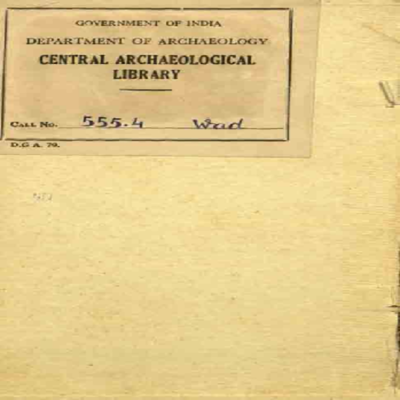 GOVERNMENT OF INDIA
DEPARTMENT OF ARCHAEOLOGY
CENTRAL ARCHAEOLOGICAL
LIBRARY
CALL No. 555.4 Wad
D.G A. 79.